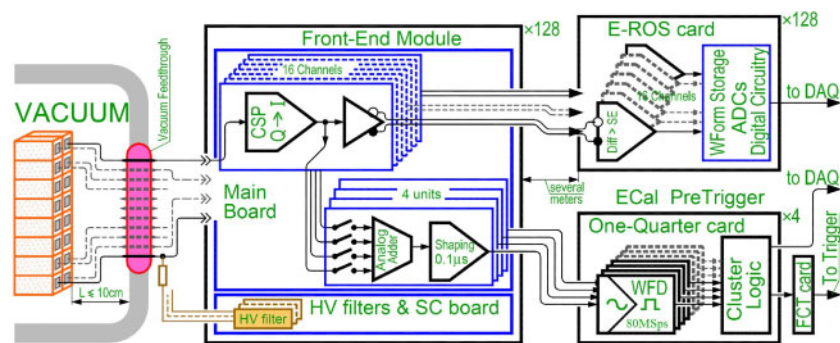 Front-End Module
×128
E-ROS card
×128
16 Channels
VACUUM
Vacuum Feedthrough
CSP
Q → I
Diff > SE
16 Channels
WForm Storage
ADCs
Digital Circuitry
to DAQ
Main
Board
several
meters
4 units
ECal PreTrigger
to DAQ
One-Quarter card
×4
Analog
Adder
Shaping
0.1µs
WFD
80MSps
Cluster
Logic
FCT card
To Trigger
L ⩽ 10cm
HV filters & SC board
HV filter